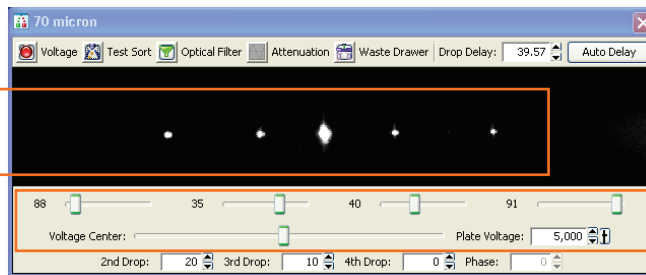 70 micron
Voltage Test Sort Optical Filter Attenuation Waste Drawer Drop Delay: 39.57 Auto Delay
88 35 40 91
Voltage Center: Plate Voltage: 5,000
2nd Drop: 20 3rd Drop: 10 4th Drop: 0 Phase: 0